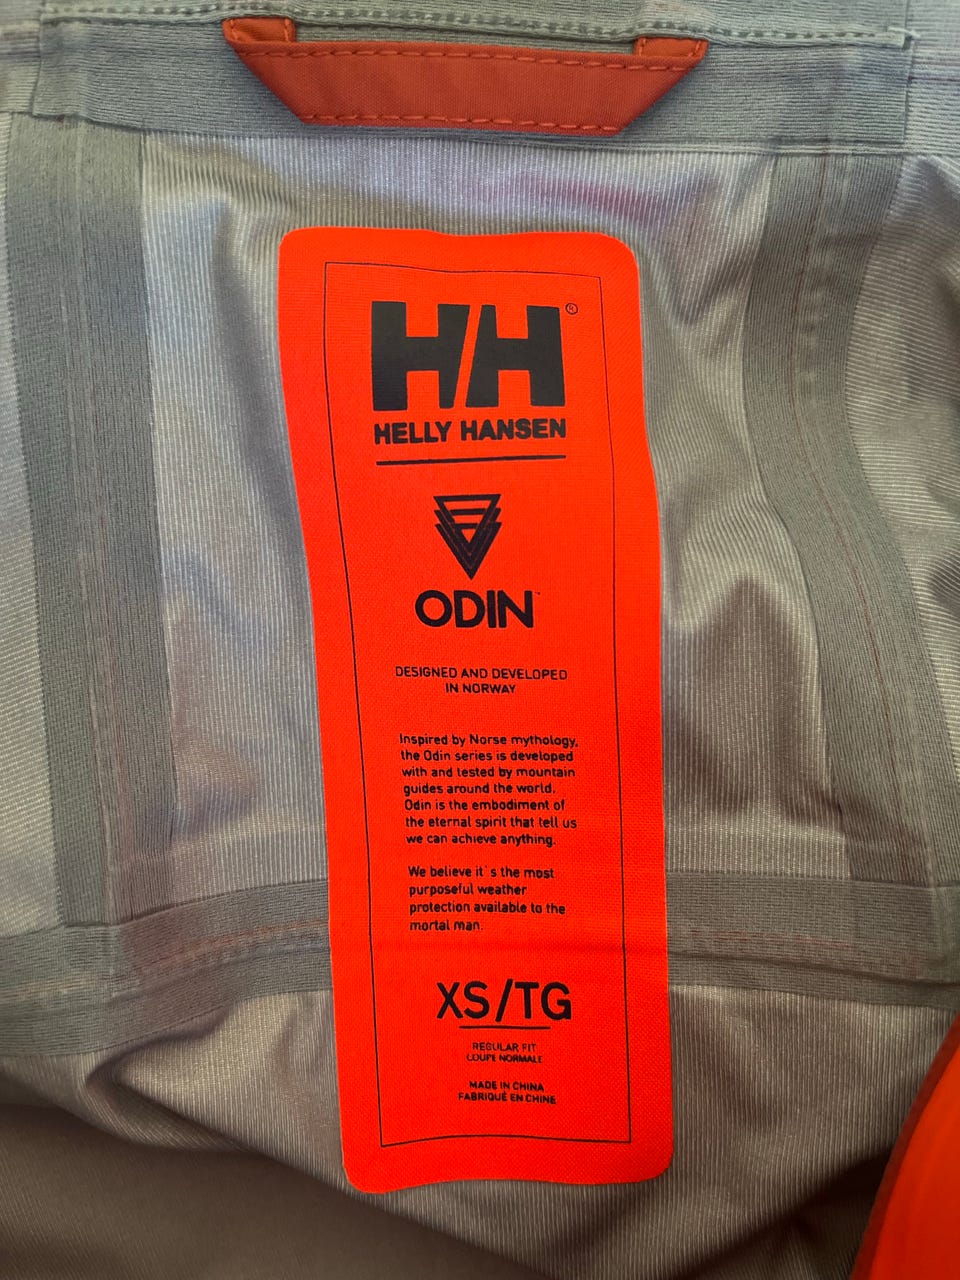 HH®
HELLY HANSEN
ODIN™
DESIGNED AND DEVELOPED
IN NORWAY
Inspired by Norse mythology,
the Odin series is developed
with and tested by mountain
guides around the world.
Odin is the embodiment of
the eternal spirit that tell us
we can achieve anything.
We believe it`s the most
purposeful weather
protection available to the
mortal man.
XS/TG
REGULAR FIT
COUPE NORMALE
MADE IN CHINA
FABRIQUÉ EN CHINE